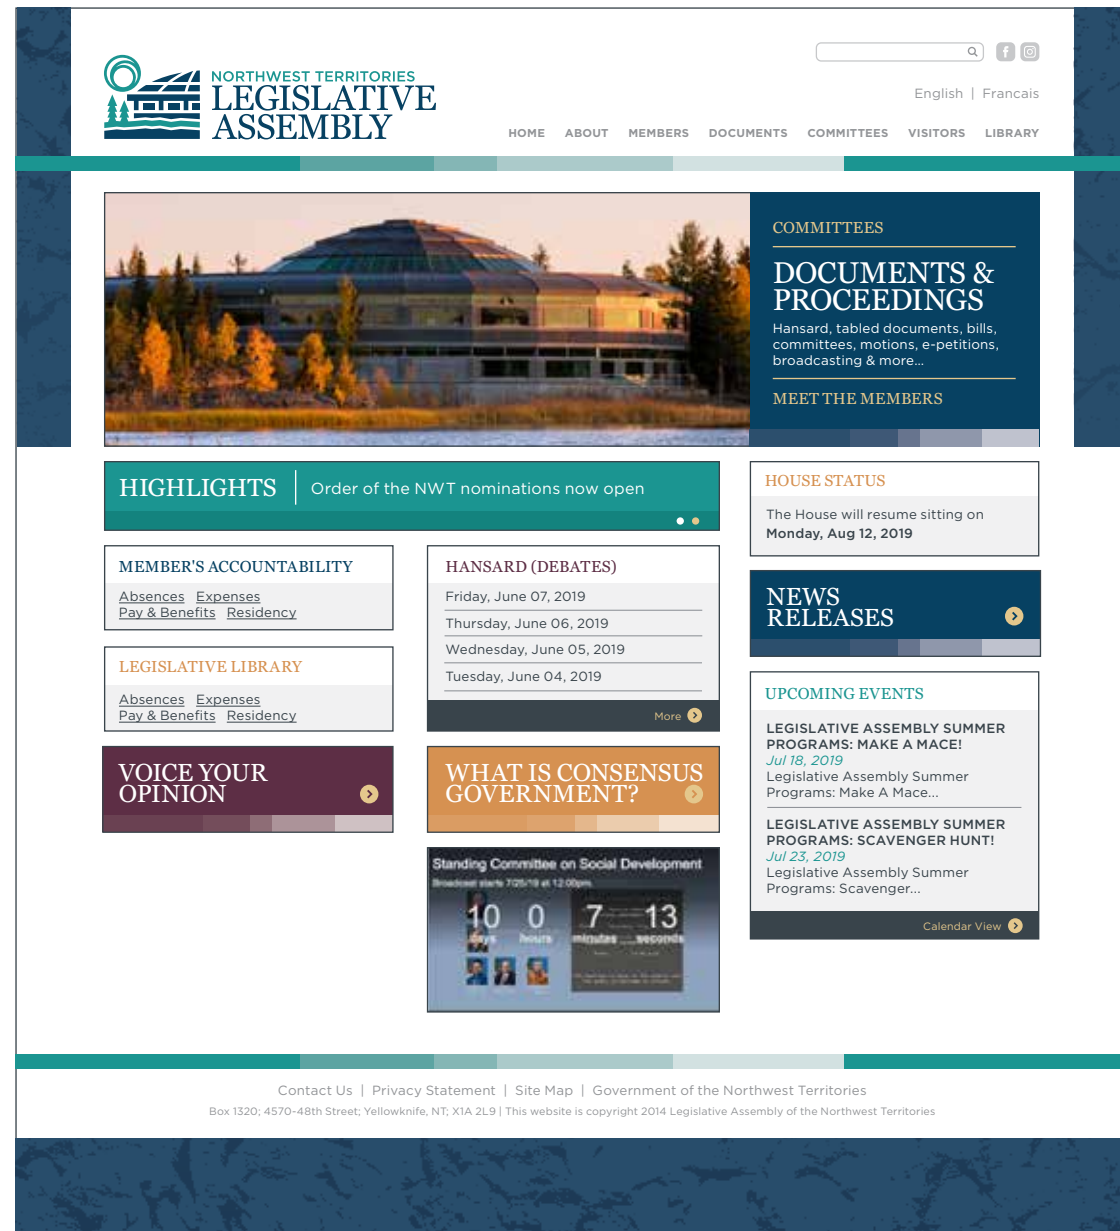 NORTHWEST TERRITORIES
LEGISLATIVE
ASSEMBLY
English | Francais
HOME ABOUT MEMBERS DOCUMENTS COMMITTEES VISITORS LIBRARY
COMMITTEES
DOCUMENTS &
PROCEEDINGS
Hansard, tabled documents, bills,
committees, motions, e-petitions,
broadcasting & more...
MEET THE MEMBERS
HIGHLIGHTS Order of the NWT nominations now open
HOUSE STATUS
The House will resume sitting on
Monday, Aug 12, 2019
MEMBER'S ACCOUNTABILITY
Absences Expenses
Pay & Benefits Residency
LEGISLATIVE LIBRARY
Absences Expenses
Pay & Benefits Residency
VOICE YOUR
OPINION
HANSARD (DEBATES)
Friday, June 07, 2019
Thursday, June 06, 2019
Wednesday, June 05, 2019
Tuesday, June 04, 2019
More
WHAT IS CONSENSUS
GOVERNMENT?
Standing Committee on Social Development
Broadcast starts 7/25/19 at 12:00pm.
10 0 7 13
days hours minutes seconds
NEWS
RELEASES
UPCOMING EVENTS
LEGISLATIVE ASSEMBLY SUMMER
PROGRAMS: MAKE A MACE!
Jul 18, 2019
Legislative Assembly Summer
Programs: Make A Mace...
LEGISLATIVE ASSEMBLY SUMMER
PROGRAMS: SCAVENGER HUNT!
Jul 23, 2019
Legislative Assembly Summer
Programs: Scavenger...
Calendar View
Contact Us | Privacy Statement | Site Map | Government of the Northwest Territories
Box 1320; 4570-48th Street; Yellowknife, NT; X1A 2L9 | This website is copyright 2014 Legislative Assembly of the Northwest Territories